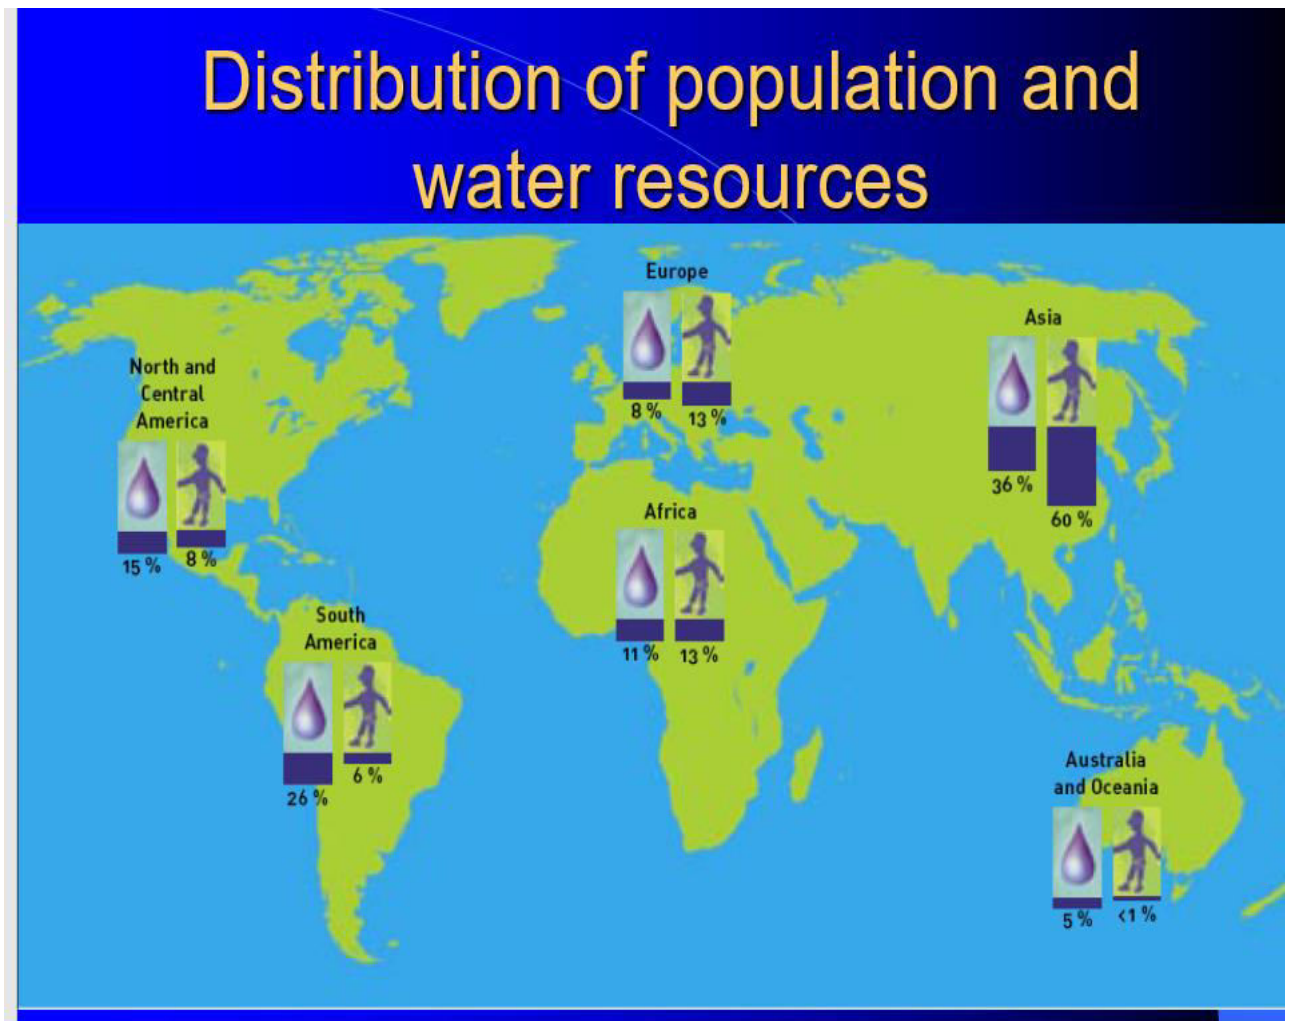 Distribution of population and
water resources
Europe
8 % 13 %
Asia
36 %
60 %
North and
Central
America
15 % 8 %
Africa
11 % 13 %
South
America
6 %
26 %
Australia
and Oceania
5 % <1 %